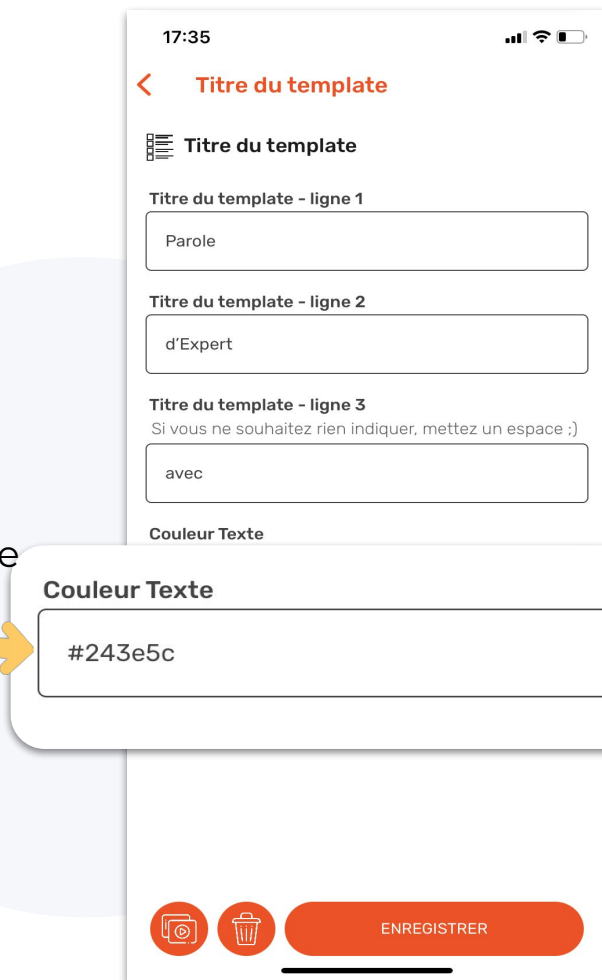 17:35
Titre du template
Titre du template
Titre du template - ligne 1
Parole
Titre du template - ligne 2
d'Expert
Titre du template - ligne 3
Si vous ne souhaitez rien indiquer, mettez un espace ;)
avec
Couleur Texte
e
Couleur Texte
#243e5c
ENREGISTRER